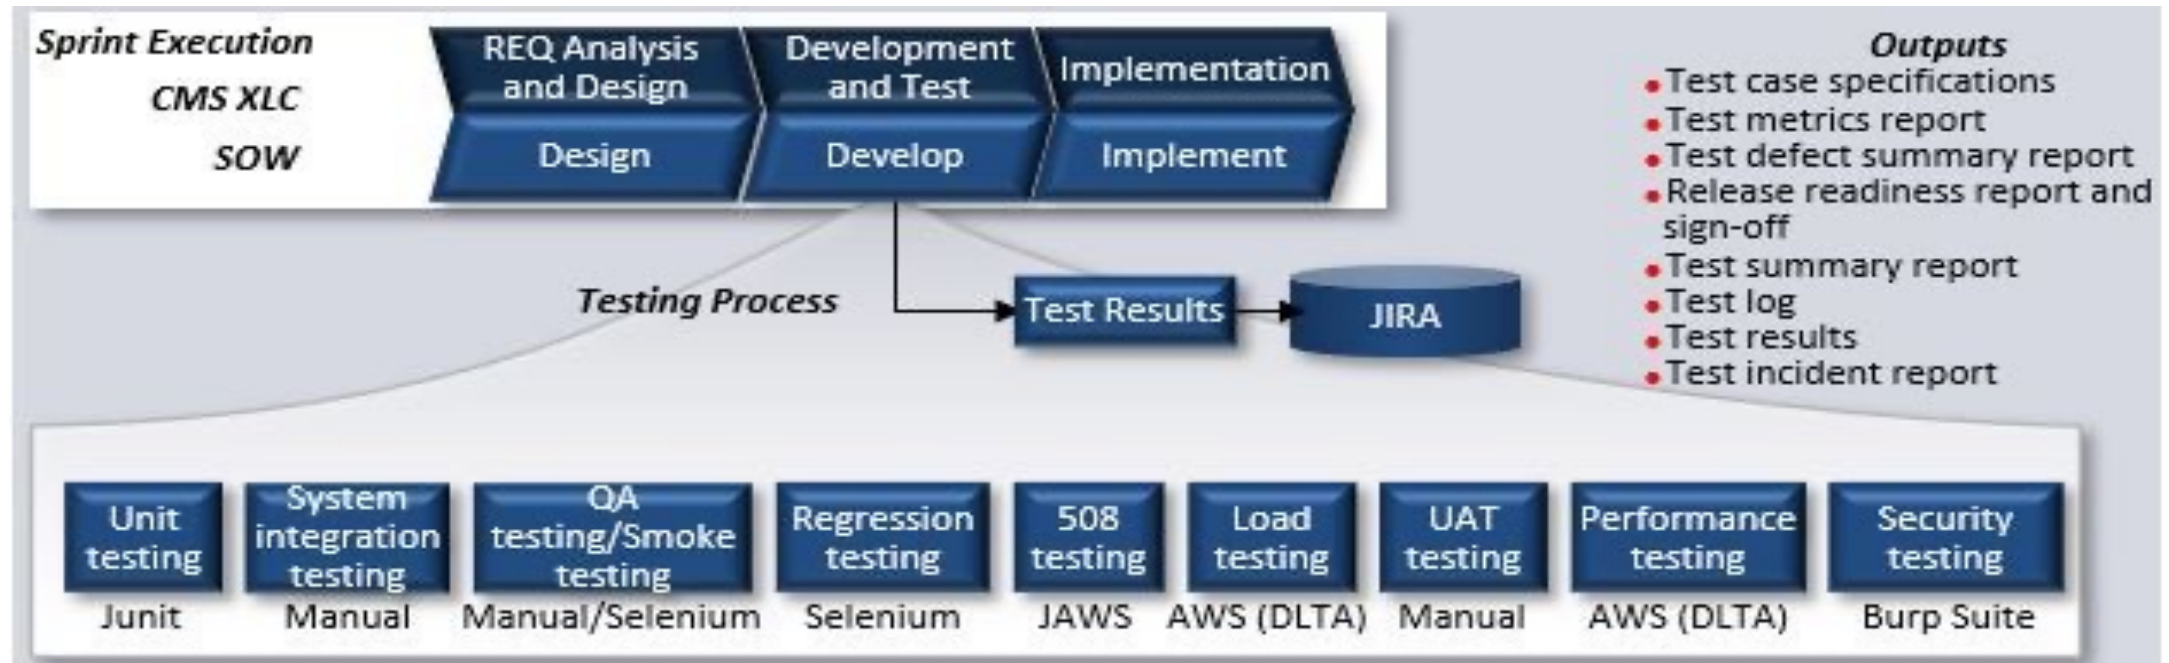 Sprint Execution
CMS XLC
SOW
REQ Analysis
and Design
Development
and Test
Implementation
Design
Develop
Implement
Outputs
Test case specifications
Test metrics report
Test defect summary report
Release readiness report and
sign-off
Test summary report
Test log
Test results
Test incident report
Testing Process
Test Results
JIRA
Unit
testing
Junit
System
integration
testing
Manual
QA
testing/Smoke
testing
Manual/Selenium
Regression
testing
Selenium
508
testing
JAWS
Load
testing
AWS (DLTA)
UAT
testing
Manual
Performance
testing
AWS (DLTA)
Security
testing
Burp Suite